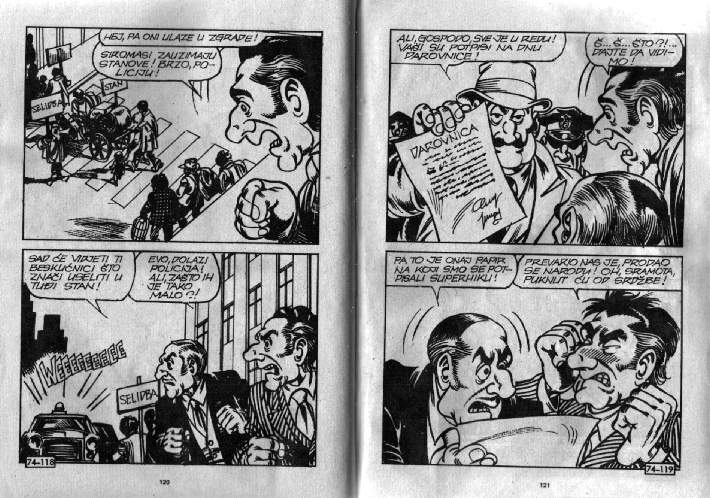 HEJ, PA ONI ULAZE U ZGRADE!
SIROMASI ZAUZIMAJU
STANOVE! BRZO, PO-
LICIJU!
STAN
SELIDBA
SAD ĆE VIDJETI TI
BESKUĆNICI ŠTO
ZNAČI USELITI U
TUĐI STAN!
EVO, DOLAZI
POLICIJA!
ALI, ZAŠTO IH
JE TAKO
MALO?!
WEEEEEEEEE
SELIDBA
74-118
120
ALI, GOSPODO, SVE JE U REDU!
VAŠI SU POTPISI NA DNU
DAROVNICE!
Š...Š...ŠTO?!...
DAJTE DA VIDI-
MO!
DAROVNICA
PA TO JE ONAJ PAPIR
NA KOJI SMO SE POT-
PISALI SUPERHIKU!
PREVARIO NAS JE, PRODAO
SE NARODU! OH, SRAMOTA,
PUKNUT ĆU OD SRDŽBE!
74-119
121